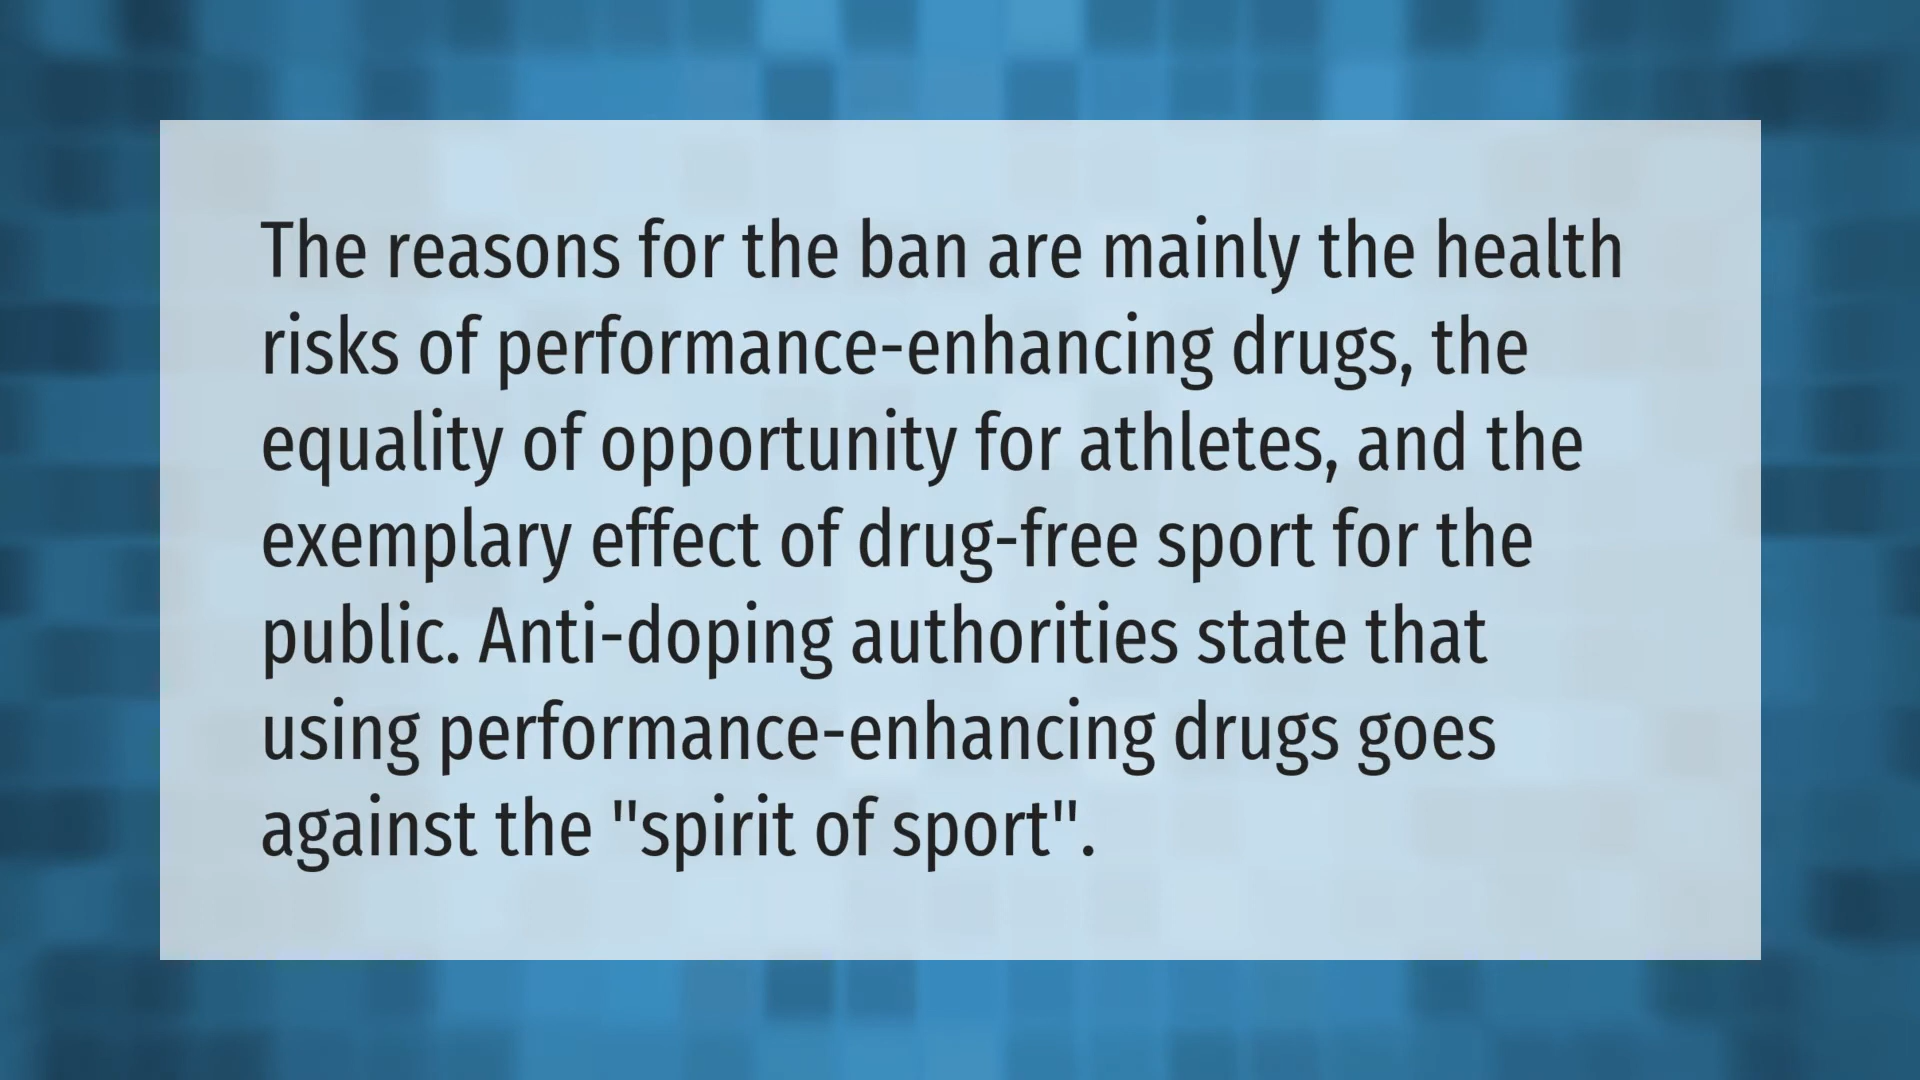 The reasons for the ban are mainly the health
risks of performance-enhancing drugs, the
equality of opportunity for athletes, and the
exemplary effect of drug-free sport for the
public. Anti-doping authorities state that
using performance-enhancing drugs goes
against the "spirit of sport".